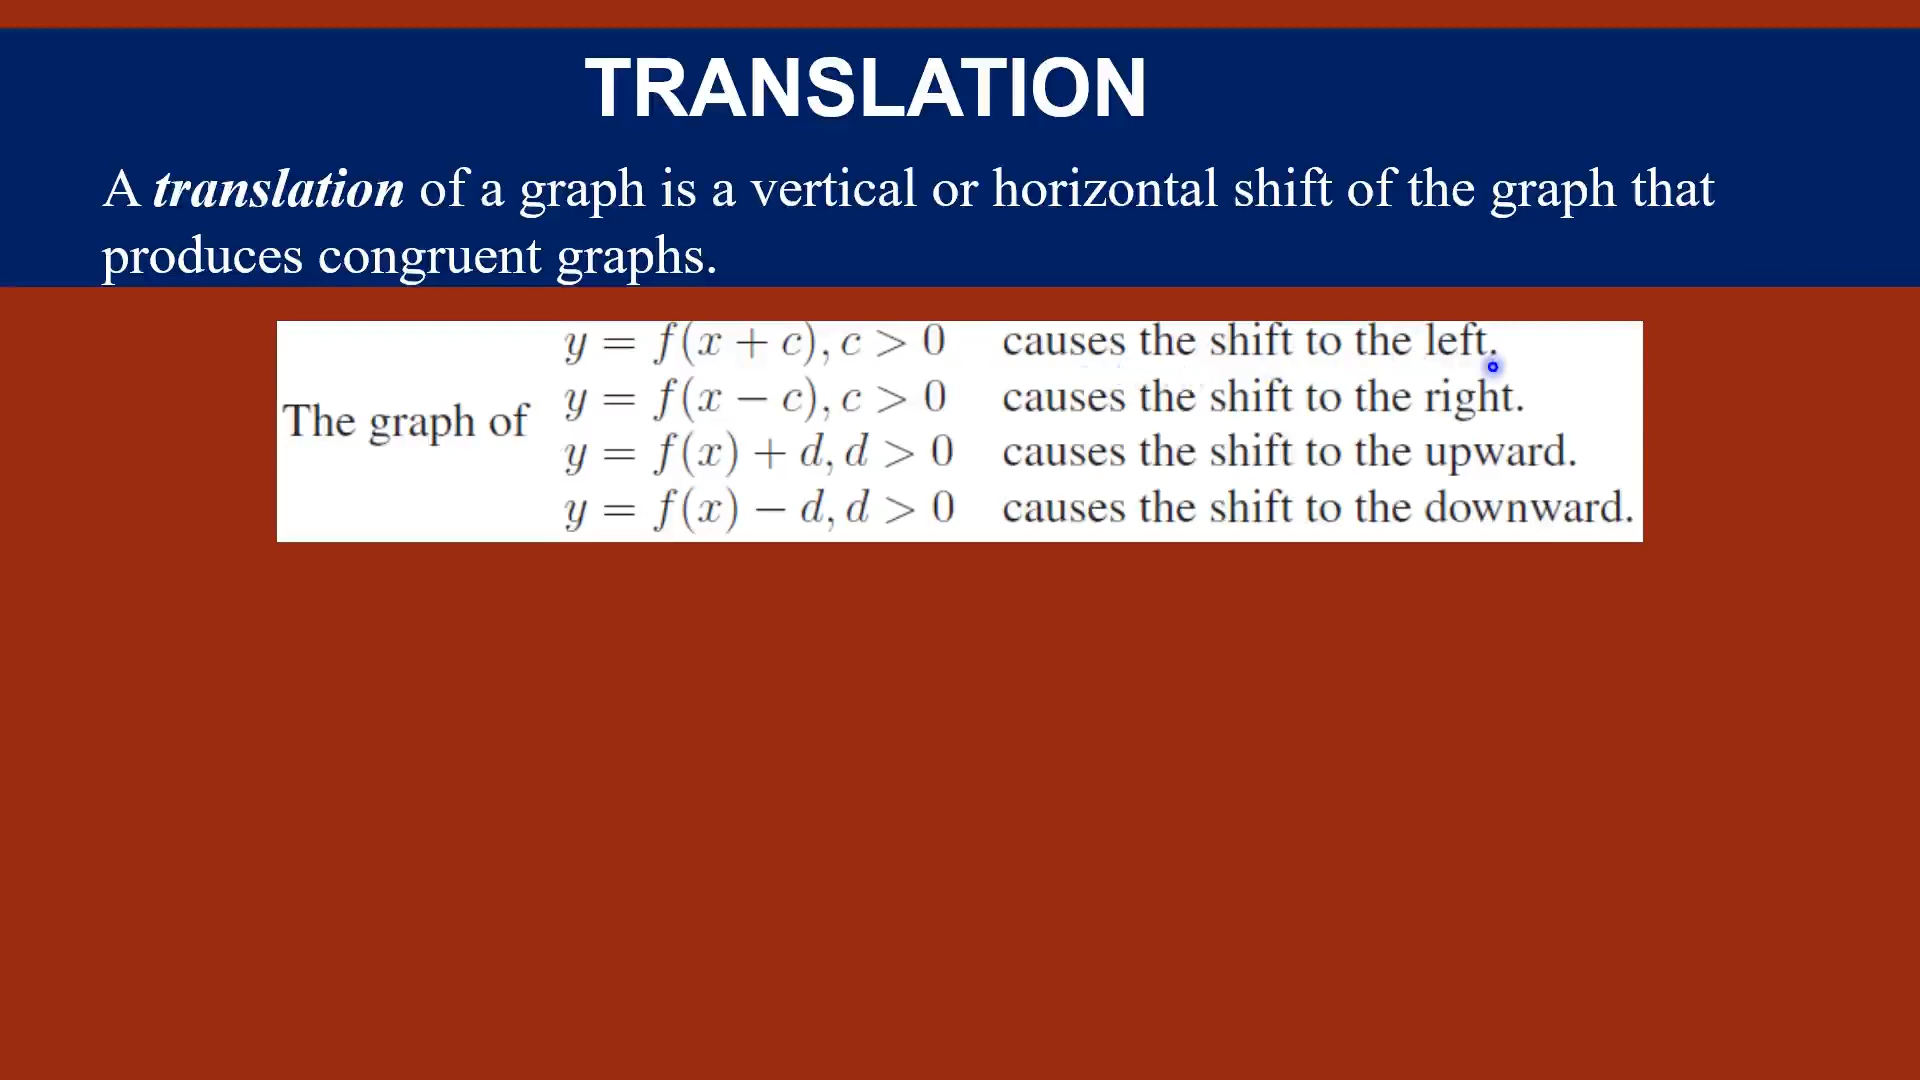 TRANSLATION
A translation of a graph is a vertical or horizontal shift of the graph that
produces congruent graphs.
y = f(x + c), c > 0 causes the shift to the left.
y = f(x − c), c > 0 causes the shift to the right.
The graph of
y = f(x) + d, d > 0 causes the shift to the upward.
y = f(x) − d, d > 0 causes the shift to the downward.